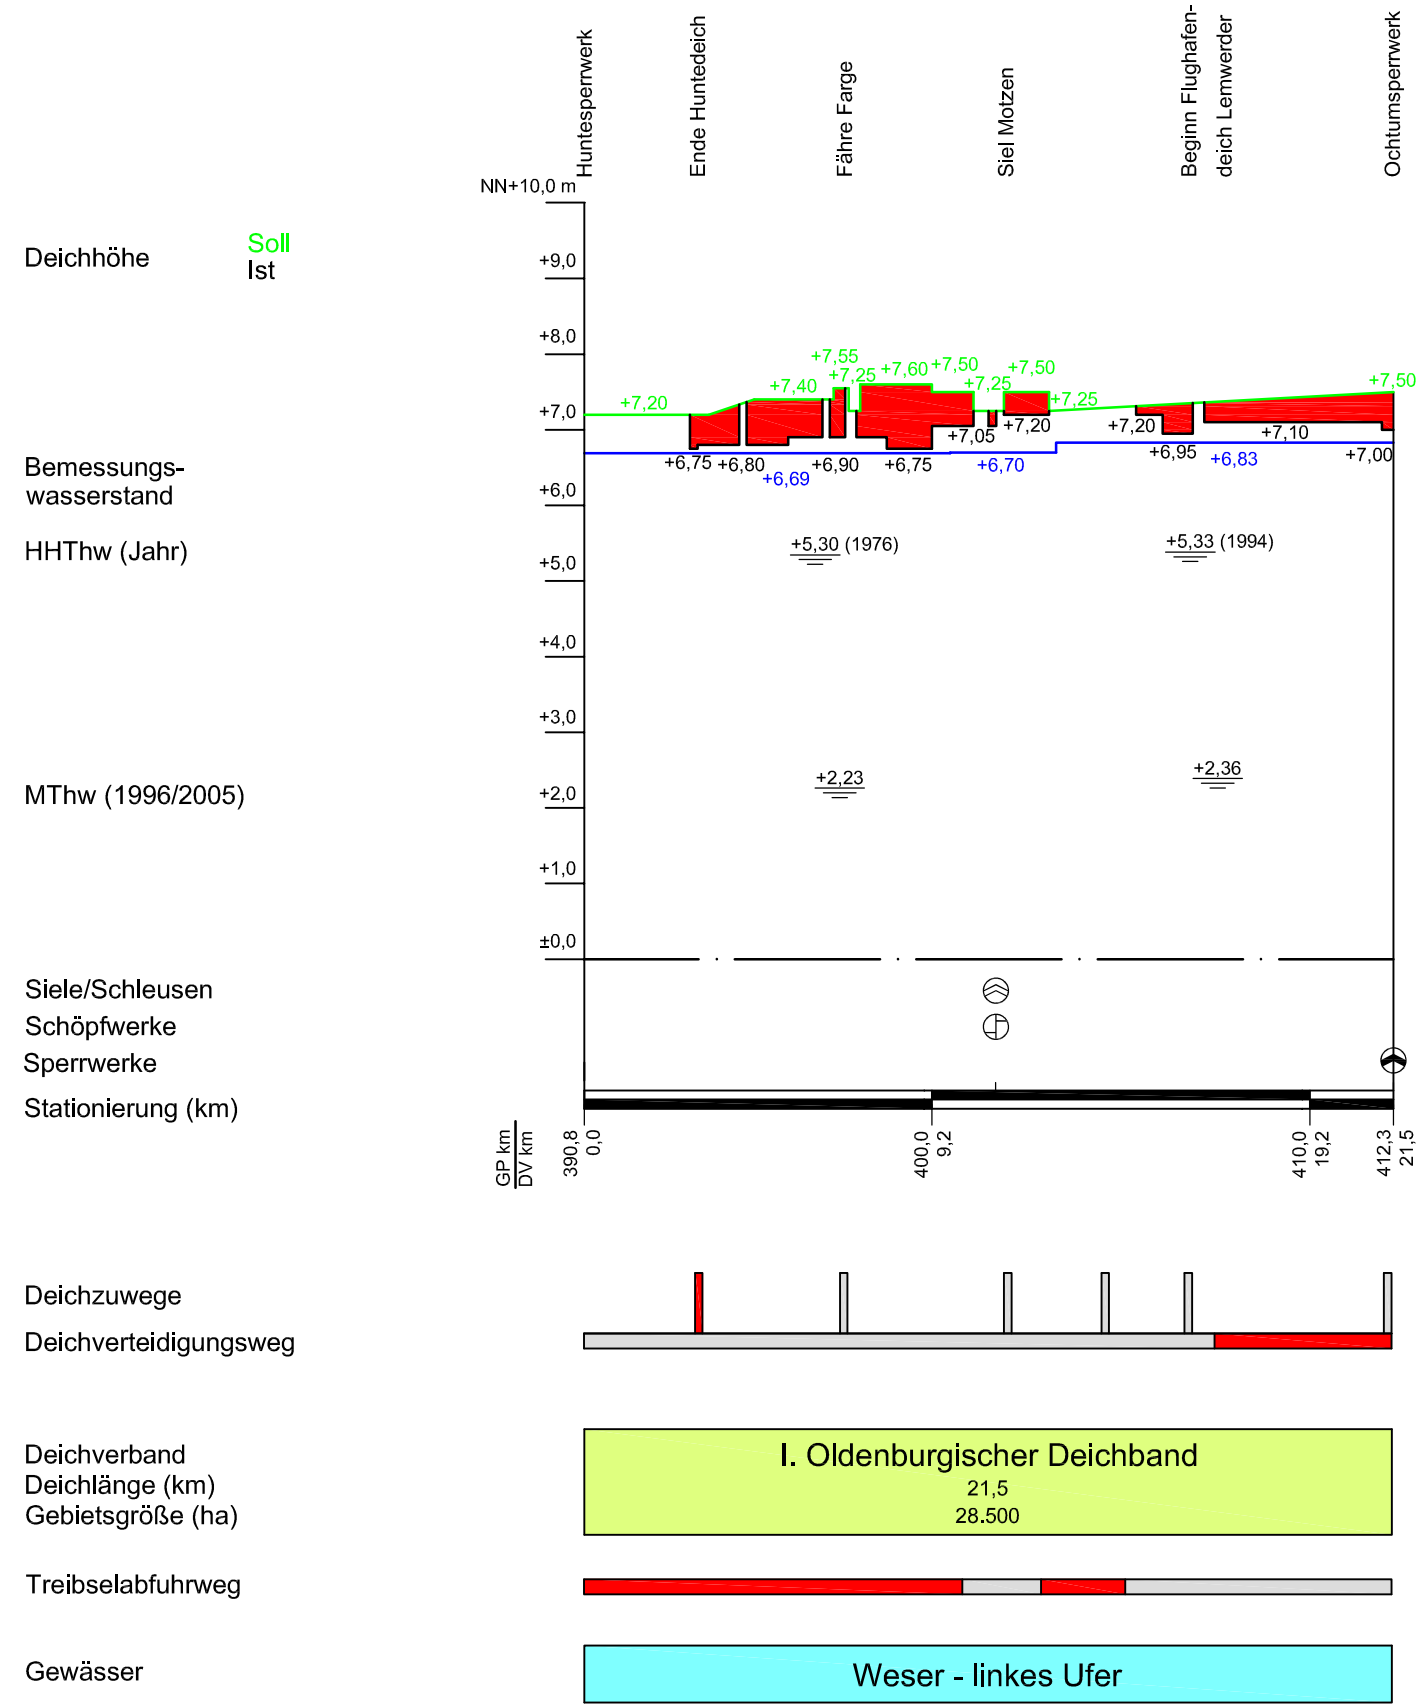 Huntesperrwerk
Ende Huntedeich
Fähre Farge
Siel Motzen
Beginn Flughafen-
deich Lemwerder
Ochtumsperrwerk
NN+10,0 m
Deichhöhe
Soll
Ist
+9,0
+8,0
+7,0
+6,0
+5,0
+4,0
+3,0
+2,0
+1,0
±0,0
+7,20
+7,40
+7,55
+7,25
+7,60
+7,50
+7,25
+7,50
+7,25
+7,50
+6,75
+6,80
+6,90
+6,75
+7,05
+7,20
+7,20
+6,95
+7,10
+7,00
Bemessungs-
wasserstand
+6,69
+6,70
+6,83
HHThw (Jahr)
+5,30 (1976)
+5,33 (1994)
MThw (1996/2005)
+2,23
+2,36
Siele/Schleusen
Schöpfwerke
Sperrwerke
Stationierung (km)
GP km
DV km
390,8
0,0
400,0
9,2
410,0
19,2
412,3
21,5
Deichzuwege
Deichverteidigungsweg
Deichverband
Deichlänge (km)
Gebietsgröße (ha)
I. Oldenburgischer Deichband
21,5
28.500
Treibselabfuhrweg
Gewässer
Weser - linkes Ufer